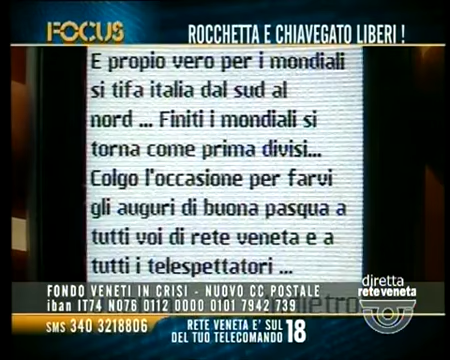 FOCUS
ROCCHETTA E CHIAVEGATO LIBERI !
E propio vero per i mondiali
si tifa italia dal sud al
nord ... Finiti i mondiali si
torna come prima divisi...
Colgo l'occasione per farvi
gli auguri di buona pasqua a
tutti voi di rete veneta e a
tutti i telespettatori ...
FONDO VENETI IN CRISI - NUOVO CC POSTALE
iban IT74 N076 0112 0000 0101 7942 739
diretta
reteveneta
SMS 340 3218806
RETE VENETA E' SUL 18
DEL TUO TELECOMANDO